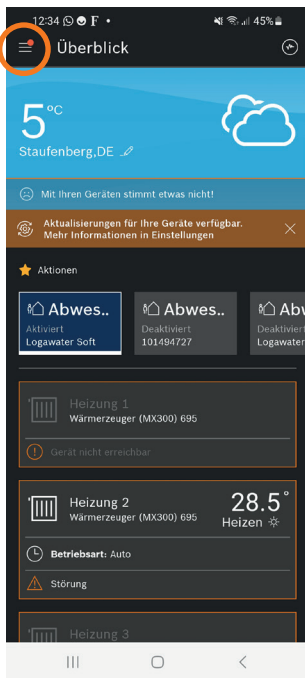 12:34 F • 45%
Überblick
5°C
Staufenberg,DE
Mit Ihren Geräten stimmt etwas nicht!
Aktualisierungen für Ihre Geräte verfügbar.
Mehr Informationen in Einstellungen
Aktionen
Abwes..
Aktiviert
Logawater Soft
Abwes..
Deaktiviert
101494727
Abw
Deaktiviert
Logawater
Heizung 1
Wärmerzeuger (MX300) 695
Gerät nicht erreichbar
Heizung 2
Wärmerzeuger (MX300) 695
28.5°
Heizen
Betriebsart: Auto
Störung
Heizung 3